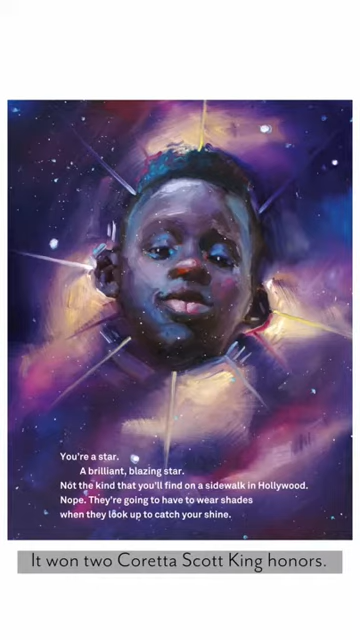 You're a star.
A brilliant, blazing star.
Not the kind that you'll find on a sidewalk in Hollywood.
Nope. They're going to have to wear shades
when they look up to catch your shine.
It won two Coretta Scott King honors.